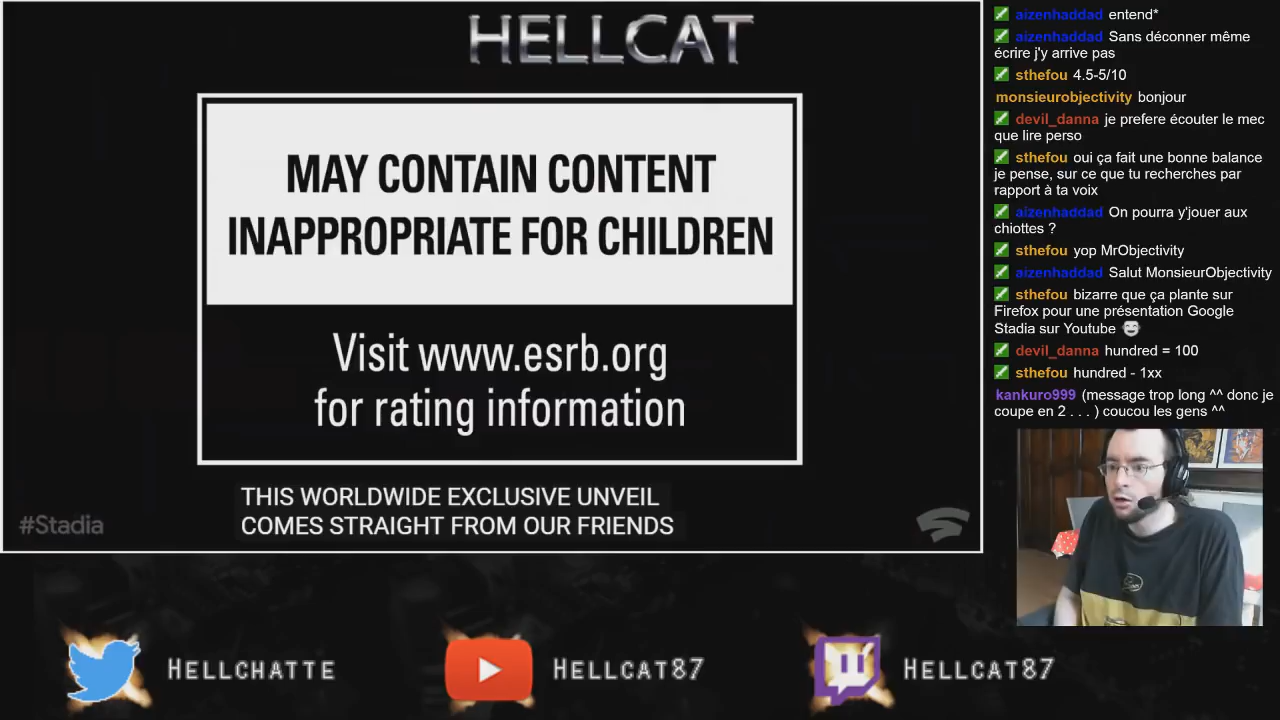 HELLCAT
MAY CONTAIN CONTENT
INAPPROPRIATE FOR CHILDREN
Visit www.esrb.org
for rating information
THIS WORLDWIDE EXCLUSIVE UNVEIL
COMES STRAIGHT FROM OUR FRIENDS
#Stadia
aizenhaddad entend*
aizenhaddad Sans déconner même
écrire j'y arrive pas
sthefou 4.5-5/10
monsieurobjectivity bonjour
devil_danna je prefere écouter le mec
que lire perso
sthefou oui ça fait une bonne balance
je pense, sur ce que tu recherches par
rapport à ta voix
aizenhaddad On pourra y'jouer aux
chiottes ?
sthefou yop MrObjectivity
aizenhaddad Salut MonsieurObjectivity
sthefou bizarre que ça plante sur
Firefox pour une présentation Google
Stadia sur Youtube
devil_danna hundred = 100
sthefou hundred - 1xx
kankuro999 (message trop long ^^ donc je
coupe en 2 . . . ) coucou les gens ^^
HELLCHATTE
HELLCAT87
HELLCAT87